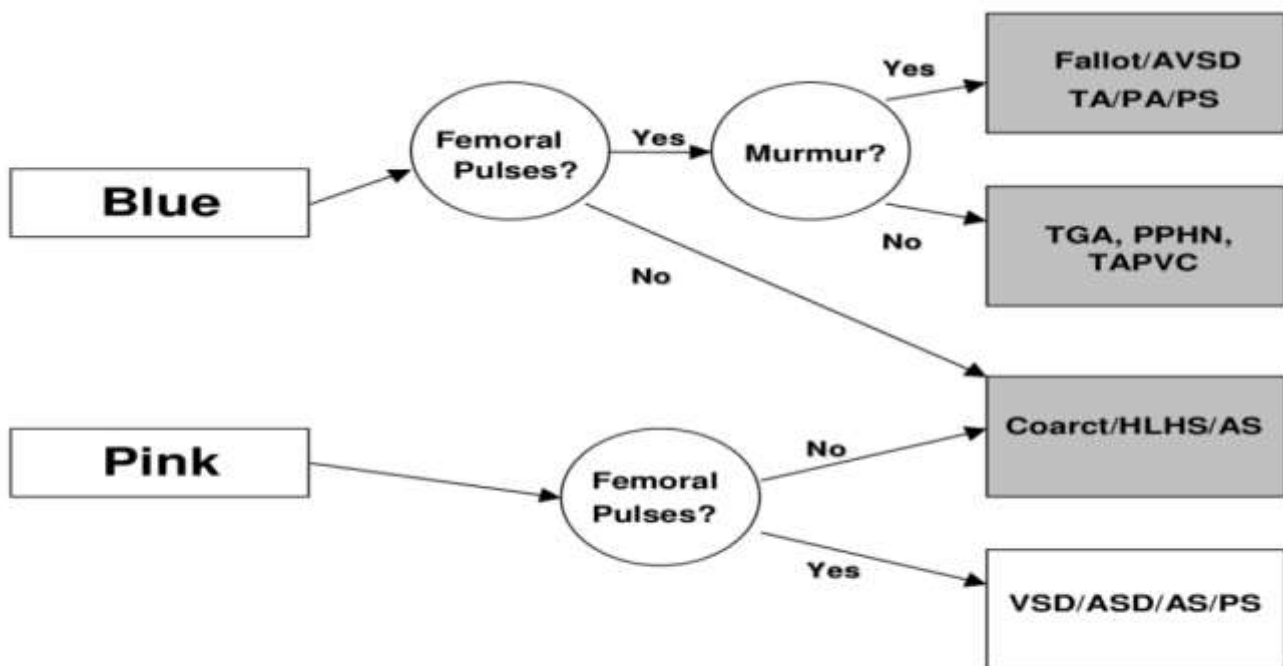 Blue
Femoral
Pulses?
Yes
Murmur?
Yes
Fallot/AVSD
TA/PA/PS
No
TGA, PPHN,
TAPVC
No
Coarct/HLHS/AS
Pink
Femoral
Pulses?
No
Yes
VSD/ASD/AS/PS